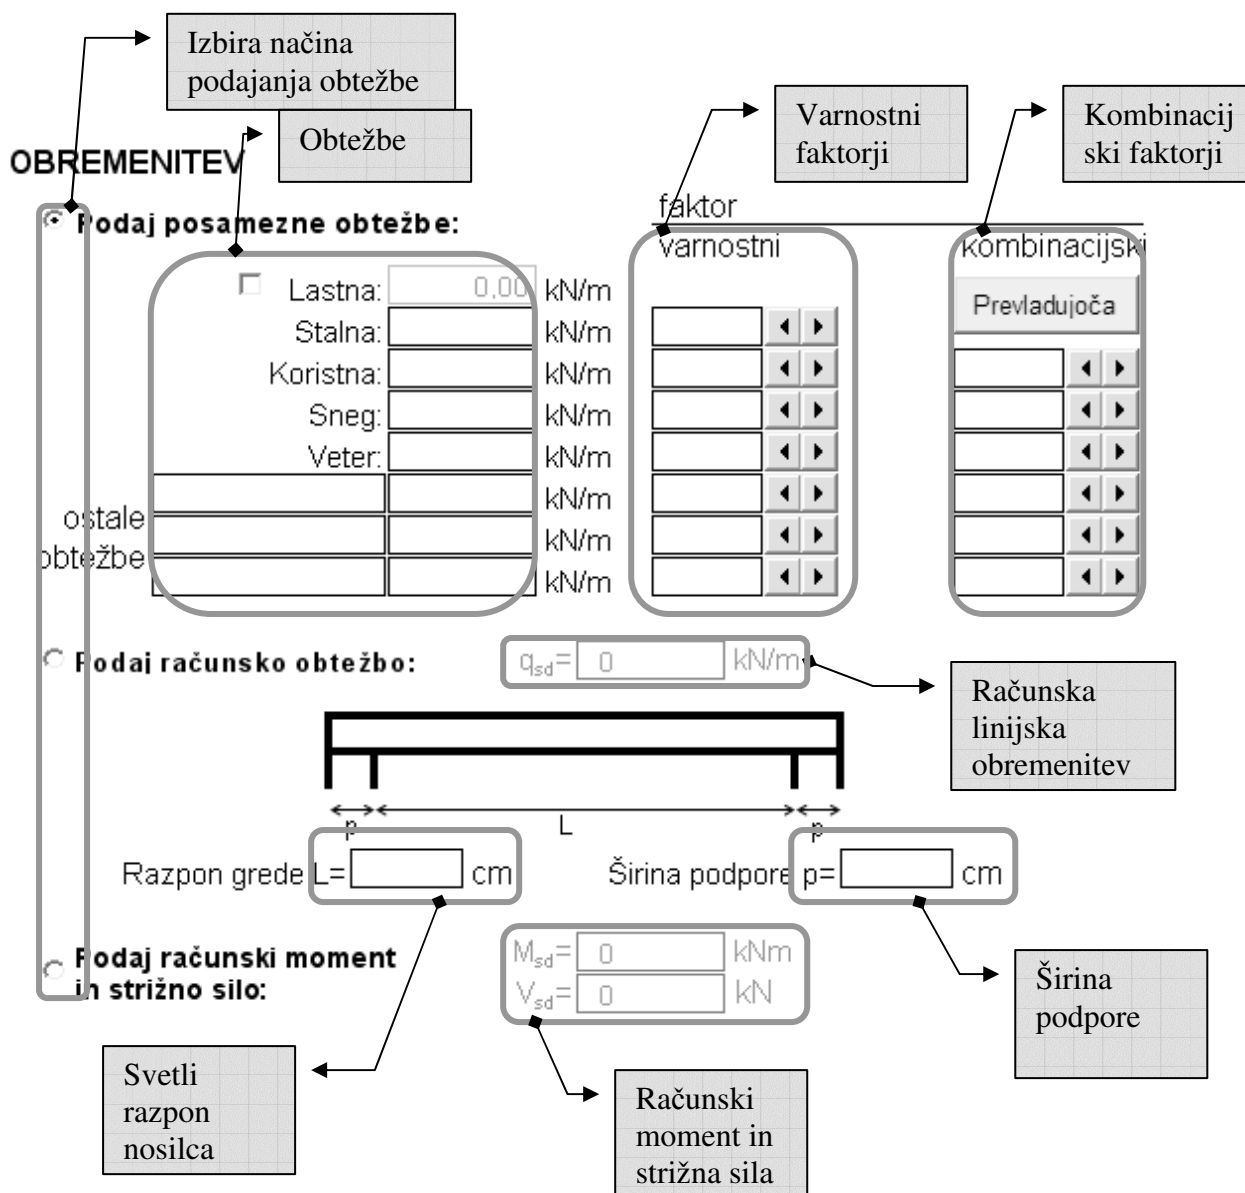 Izbira načina
podajanja obtežbe
Obtežbe
Varnostni
faktorji
Kombinacij
ski faktorji
OBREMENITEV
Podaj posamezne obtežbe:
faktor
varnostni
kombinacijski
Lastna: 0,00 kN/m
Prevladujoča
Stalna: kN/m
Koristna: kN/m
Sneg: kN/m
Veter: kN/m
kN/m
ostale
obtežbe
kN/m
kN/m
Podaj računsko obtežbo:
qsd= 0 kN/m
Računska
linijska
obremenitev
p L p
Razpon grede L= cm
Širina podpore p= cm
Podaj računski moment
in strižno silo:
Msd= 0 kNm
Vsd= 0 kN
Širina
podpore
Svetli
razpon
nosilca
Računski
moment in
strižna sila